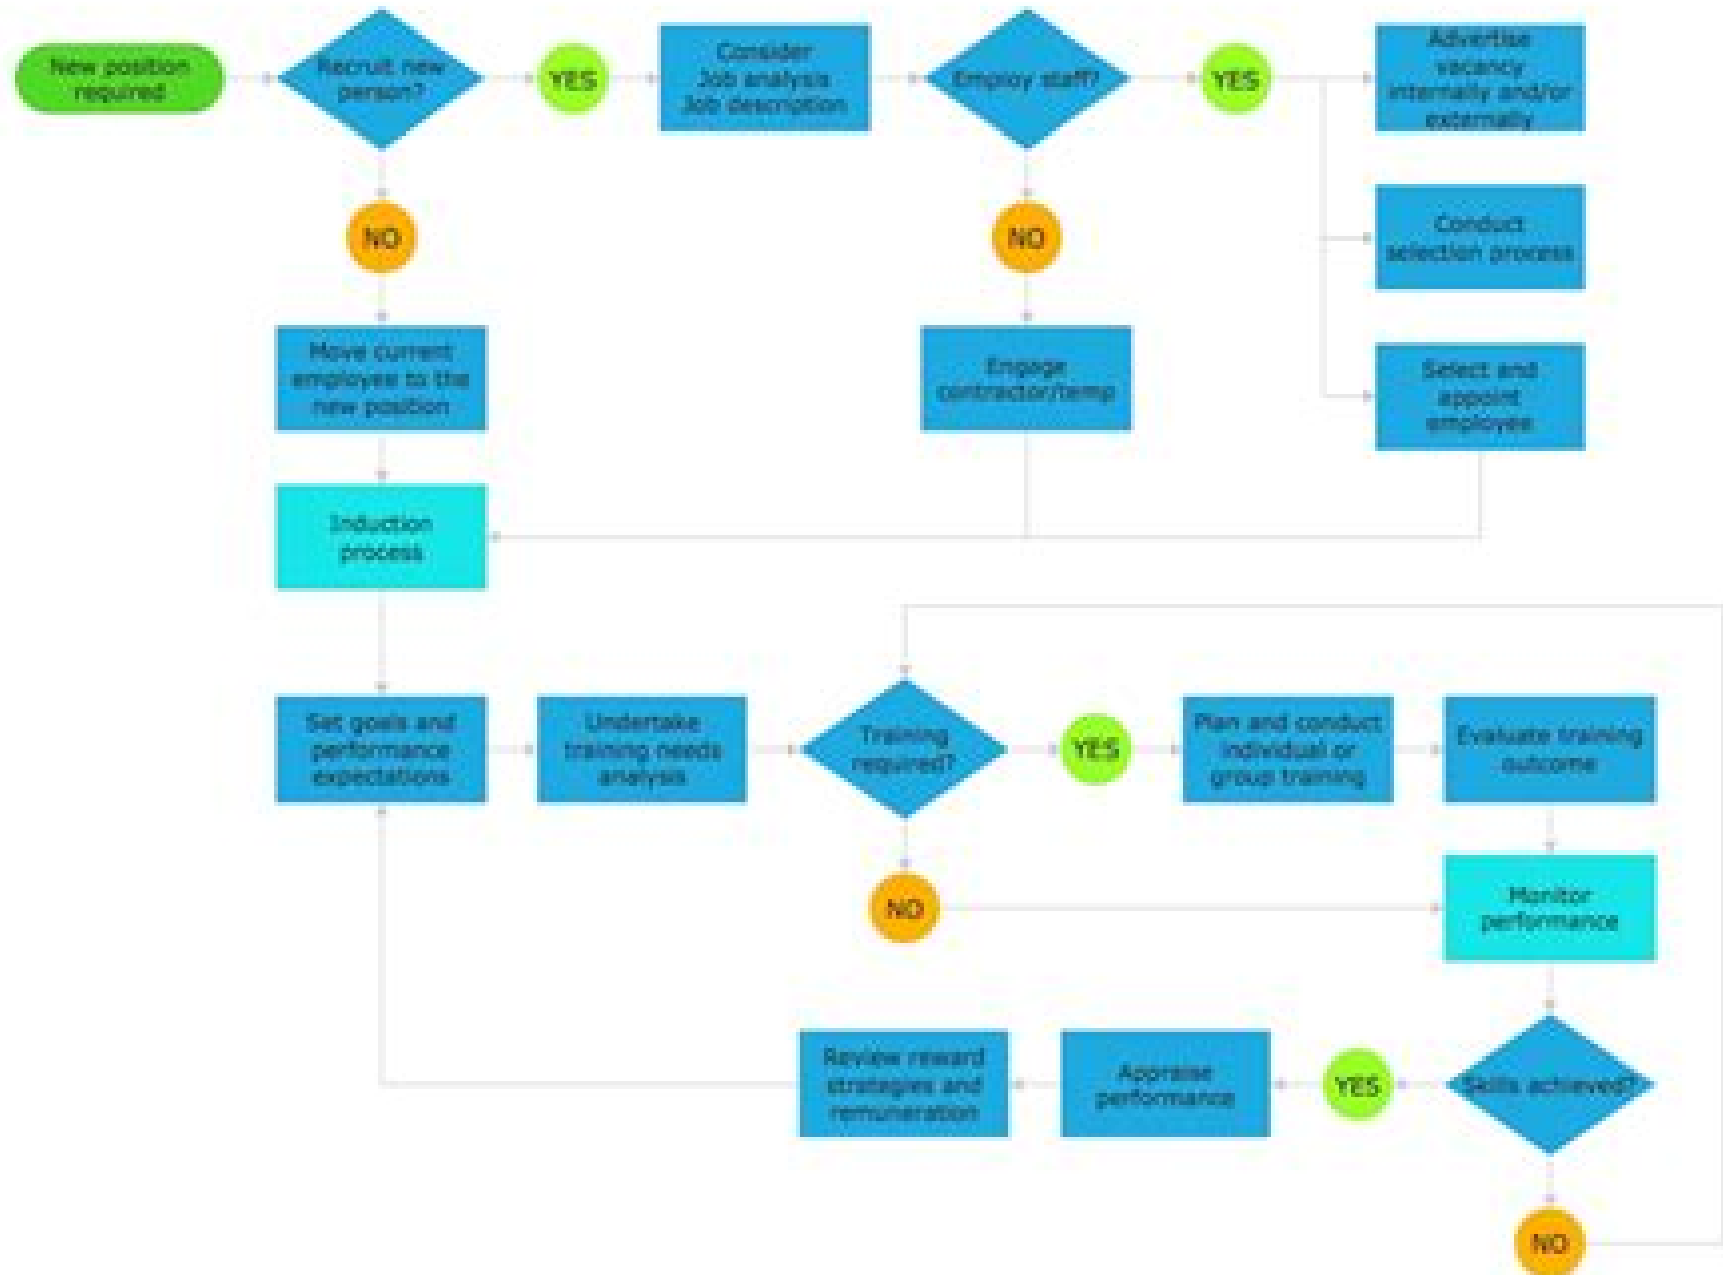 New position
required
Recruit new
person?
YES
Consider
Job analysis
Job description
Employ staff?
YES
Advertise
vacancy
internally and/or
externally
NO
NO
Conduct
selection process
Move current
employee to the
new position
Engage
contractor/temp
Select and
appoint
employee
Induction
process
Set goals and
performance
expectations
Undertake
training needs
analysis
Training
required?
YES
Plan and conduct
individual or
group training
Evaluate training
outcome
NO
Monitor
performance
Review reward
strategies and
remuneration
Appraise
performance
YES
Skills achieved?
NO